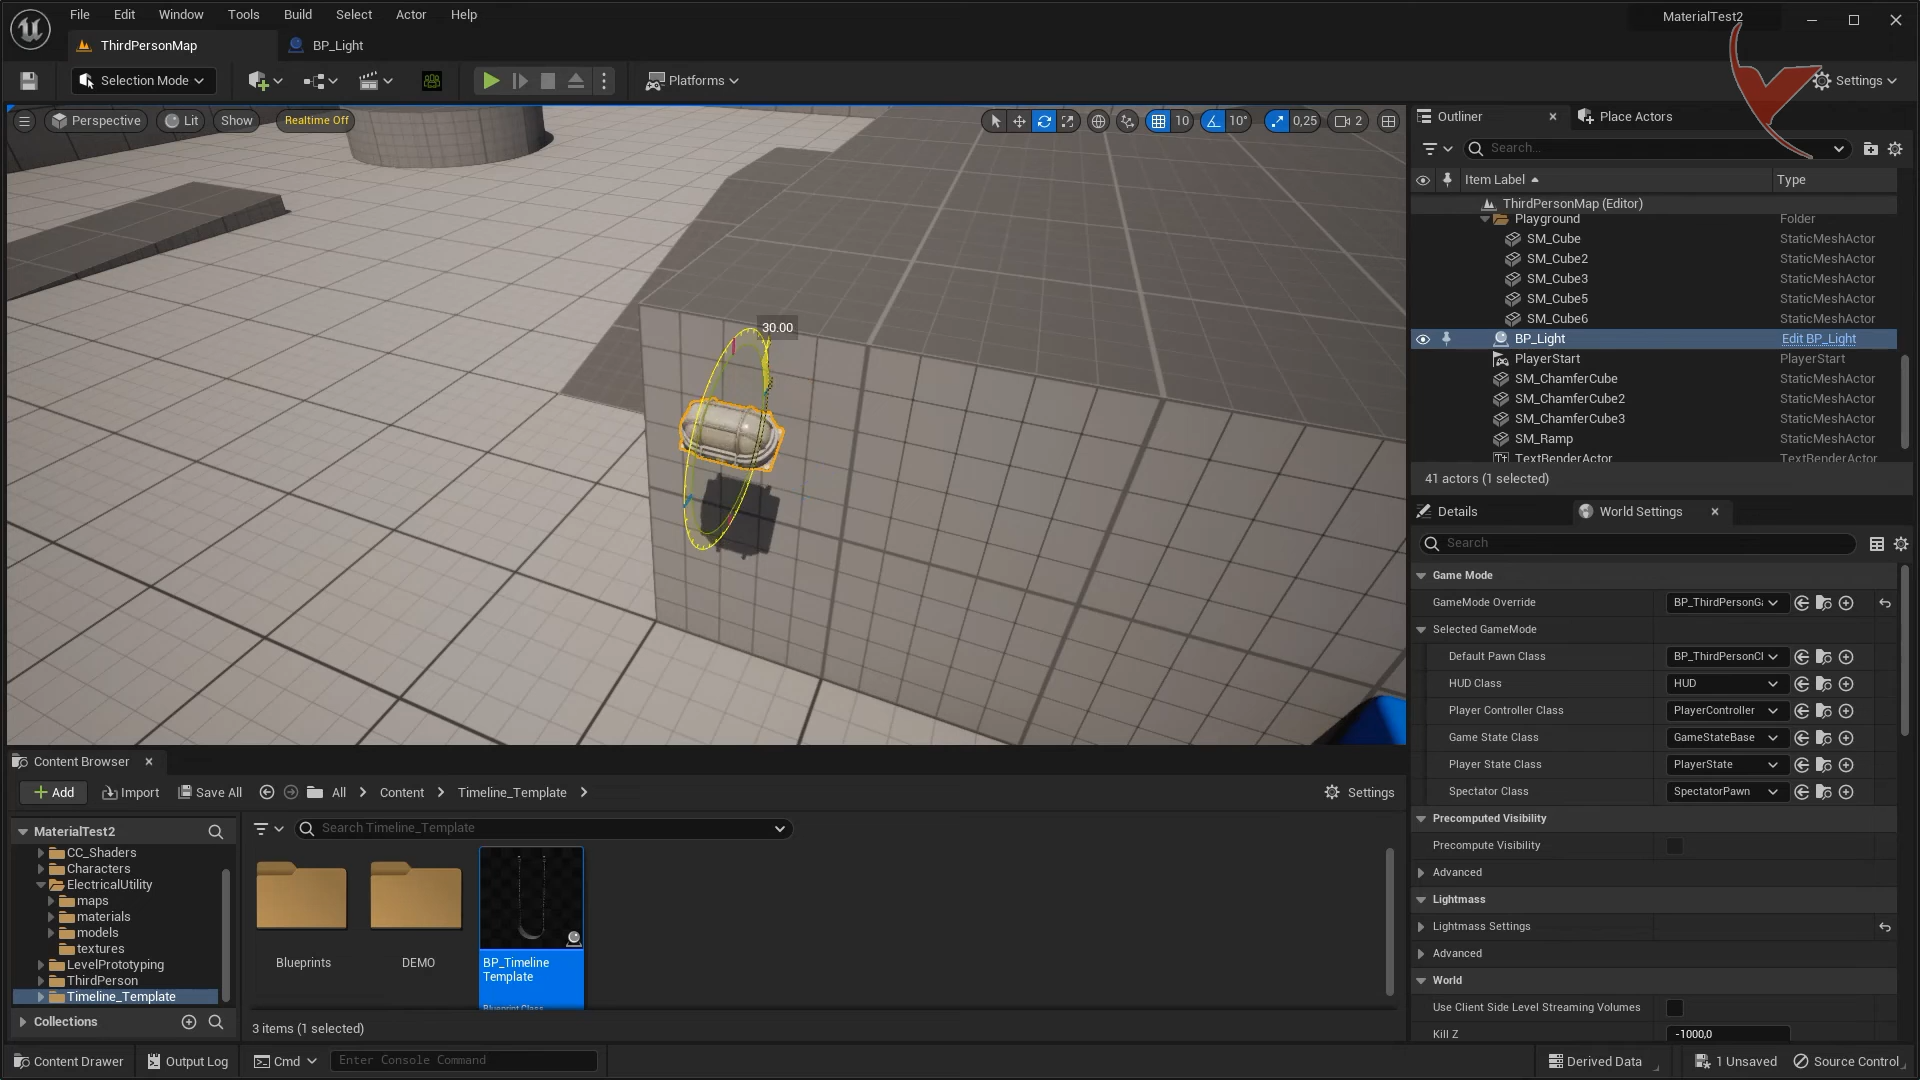 File Edit Window Tools Build Select Actor Help
MaterialTest2
ThirdPersonMap
BP_Light
Selection Mode
Platforms
Settings
Perspective
Lit
Show
Realtime Off
10
10°
0,25
2
30.00
Outliner
Place Actors
Search...
Item Label
Type
ThirdPersonMap (Editor)
Playground Folder
SM_Cube StaticMeshActor
SM_Cube2 StaticMeshActor
SM_Cube3 StaticMeshActor
SM_Cube5 StaticMeshActor
SM_Cube6 StaticMeshActor
BP_Light Edit BP_Light
PlayerStart PlayerStart
SM_ChamferCube StaticMeshActor
SM_ChamferCube2 StaticMeshActor
SM_ChamferCube3 StaticMeshActor
SM_Ramp StaticMeshActor
TextRenderActor TextRenderActor
41 actors (1 selected)
Details
World Settings
Search
Game Mode
GameMode Override BP_ThirdPersonGa
Selected GameMode
Default Pawn Class BP_ThirdPersonCl
HUD Class HUD
Player Controller Class PlayerController
Game State Class GameStateBase
Player State Class PlayerState
Spectator Class SpectatorPawn
Precomputed Visibility
Precompute Visibility
Advanced
Lightmass
Lightmass Settings
Advanced
World
Use Client Side Level Streaming Volumes
Kill Z -1000,0
Content Browser
Add
Import
Save All
All
Content
Timeline_Template
Settings
MaterialTest2
CC_Shaders
Characters
ElectricalUtility
maps
materials
models
textures
LevelPrototyping
ThirdPerson
Timeline_Template
Collections
Search Timeline_Template
Blueprints
DEMO
BP_Timeline
Template
Blueprint Class
3 items (1 selected)
Content Drawer
Output Log
Cmd
Enter Console Command
Derived Data
1 Unsaved
Source Control